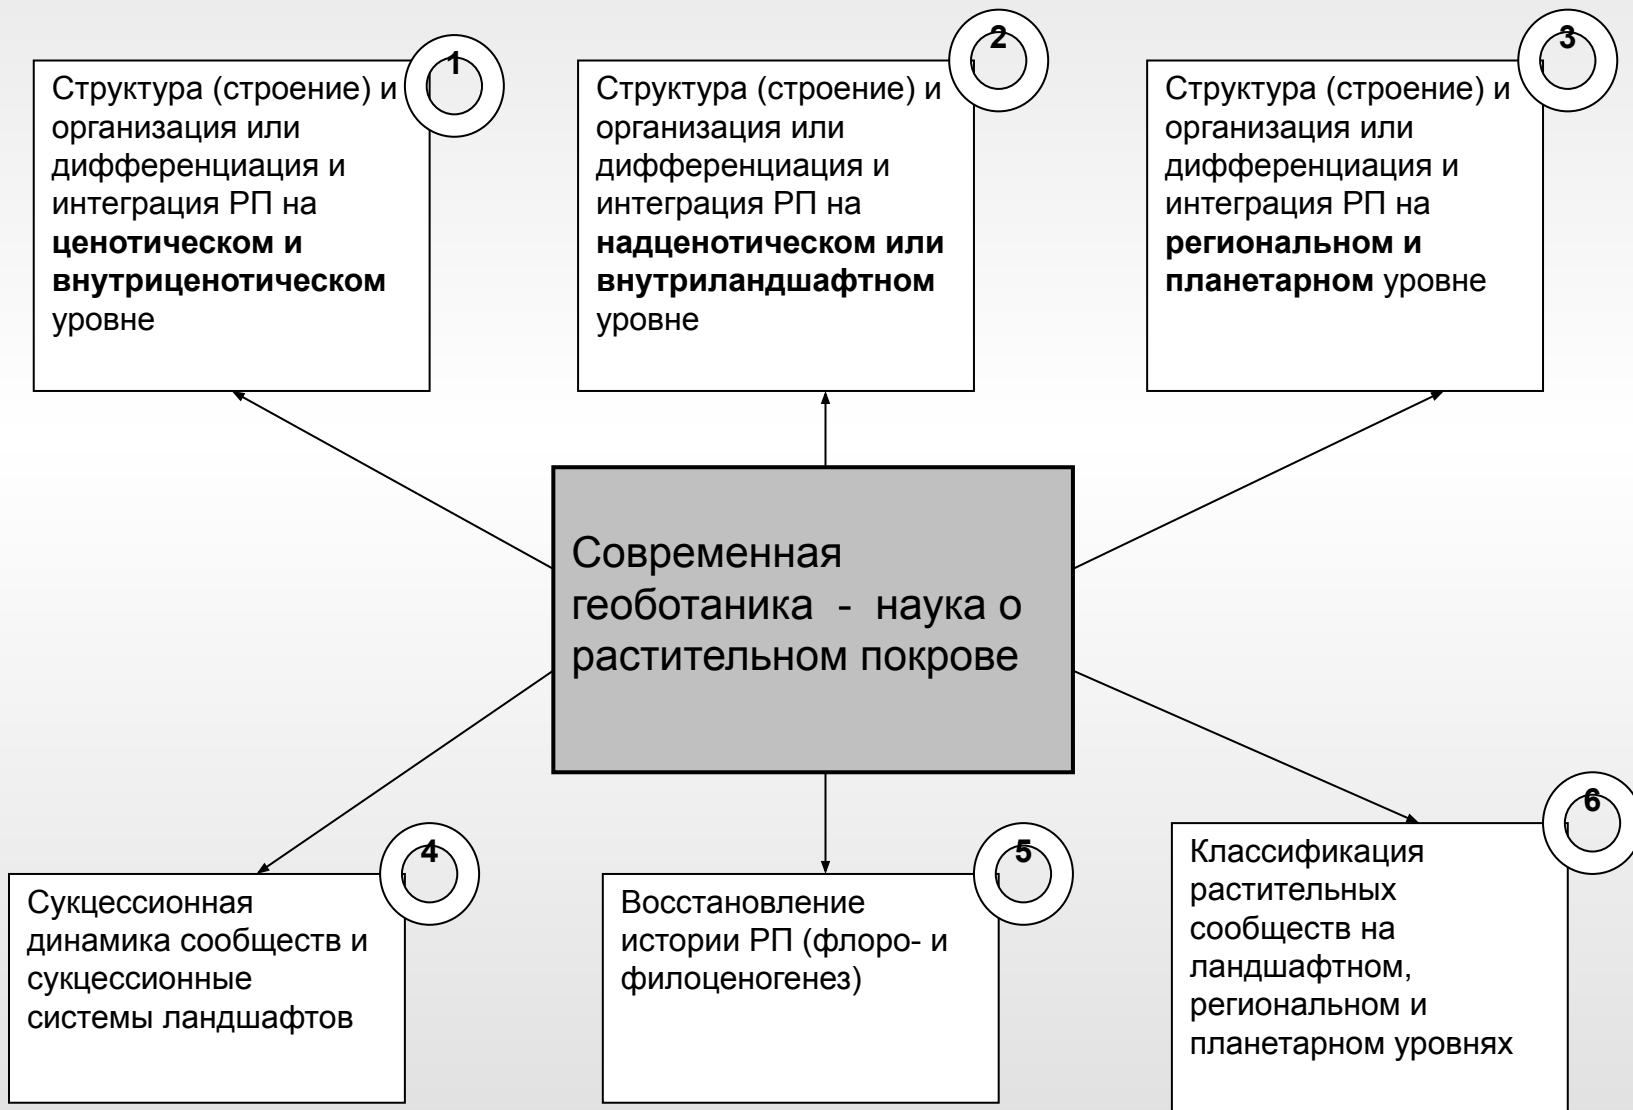 1
Структура (строение) и
организация или
дифференциация и
интеграция РП на
ценотическом и
внутриценотическом
уровне
2
Структура (строение) и
организация или
дифференциация и
интеграция РП на
надценотическом или
внутриландшафтном
уровне
3
Структура (строение) и
организация или
дифференциация и
интеграция РП на
региональном и
планетарном уровне
Современная
геоботаника - наука о
растительном покрове
4
Сукцессионная
динамика сообществ и
сукцессионные
системы ландшафтов
5
Восстановление
истории РП (флоро- и
филоценогенез)
6
Классификация
растительных
сообществ на
ландшафтном,
региональном и
планетарном уровнях